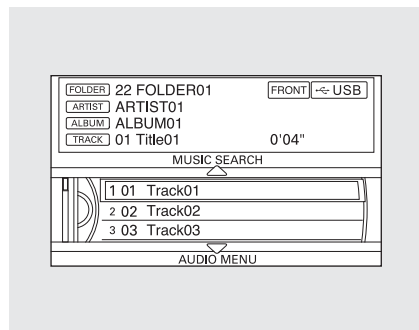 FOLDER 22 FOLDER01 FRONT USB
ARTIST ARTIST01
ALBUM ALBUM01
TRACK 01 Title01 0'04"
MUSIC SEARCH
1 01 Track01
2 02 Track02
3 03 Track03
AUDIO MENU